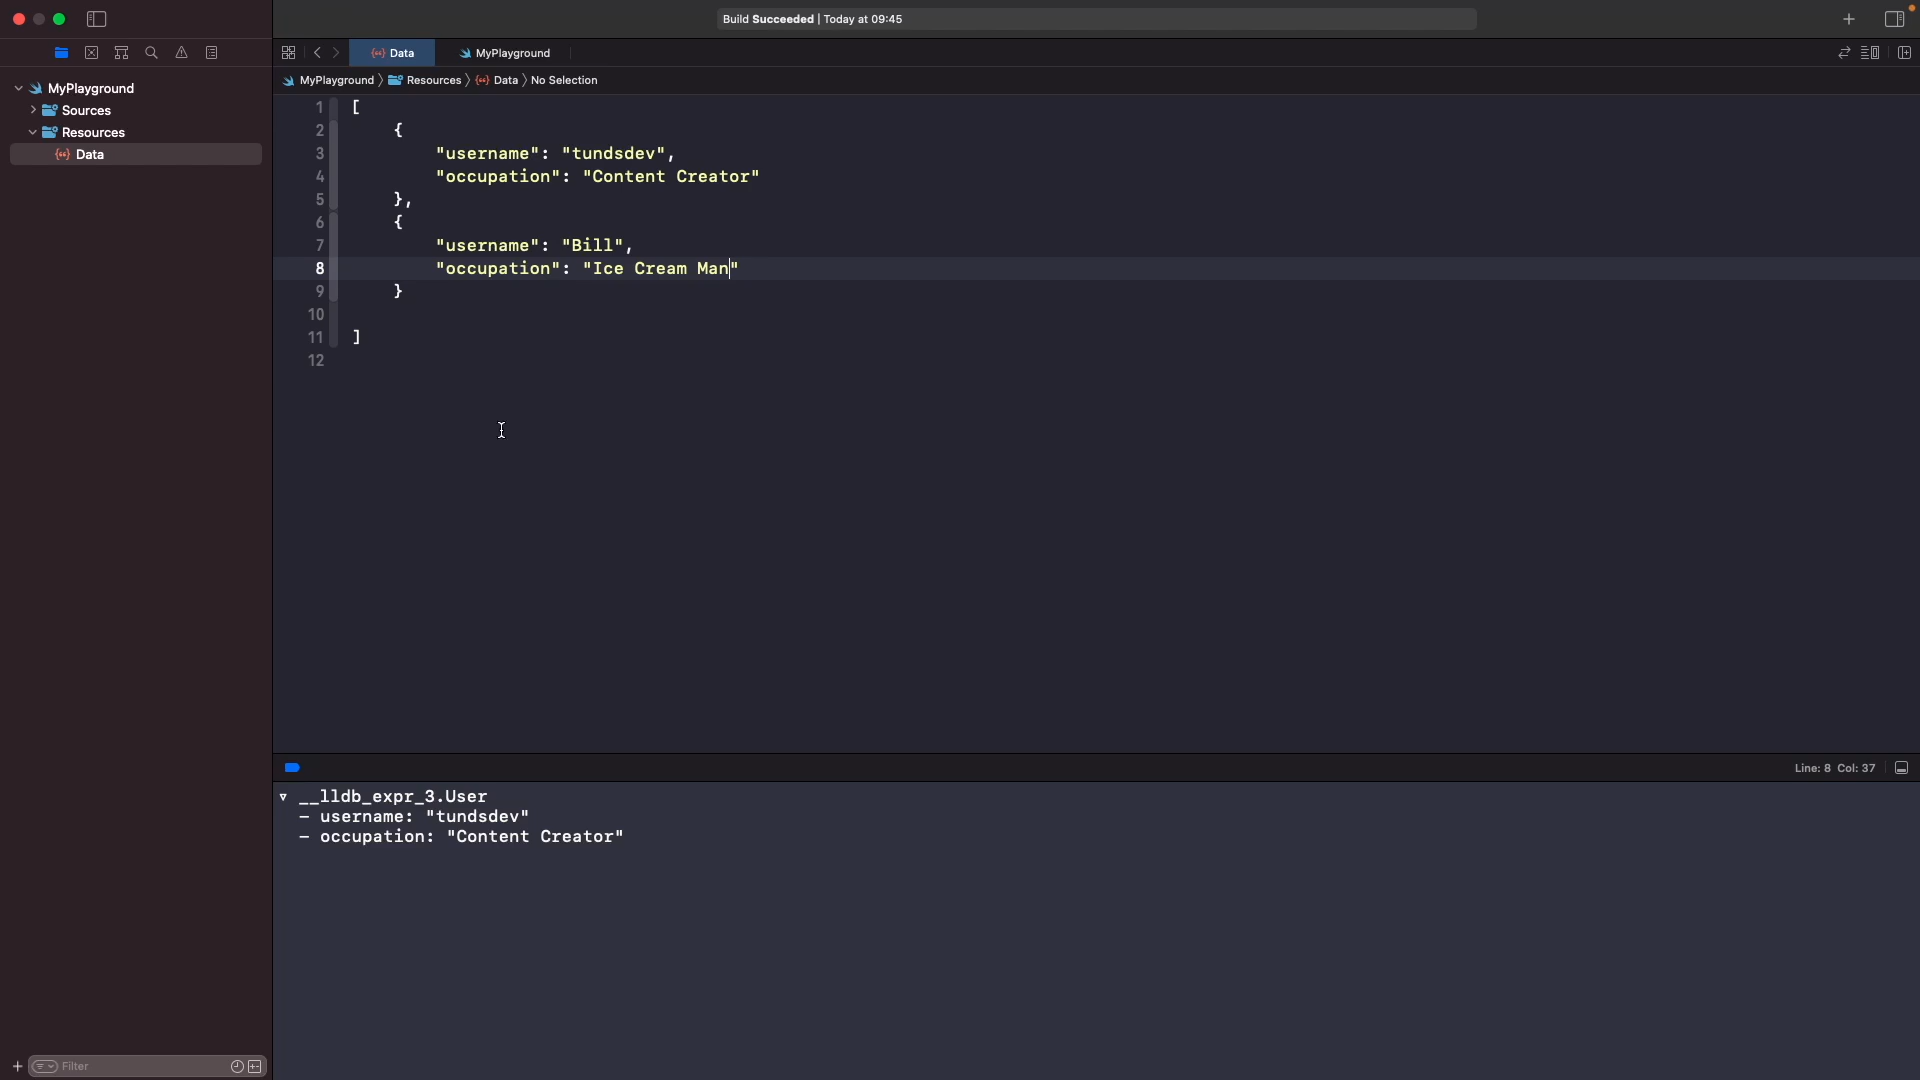 Build Succeeded | Today at 09:45
Data
MyPlayground
MyPlayground 〉 Resources 〉 Data 〉 No Selection
MyPlayground
Sources
Resources
Data
1 [
2 {
3 "username": "tundsdev",
4 "occupation": "Content Creator"
5 },
6 {
7 "username": "Bill",
8 "occupation": "Ice Cream Man"
9 }
10
11 ]
12
Line: 8 Col: 37
▿ __lldb_expr_3.User
– username: "tundsdev"
– occupation: "Content Creator"
Filter